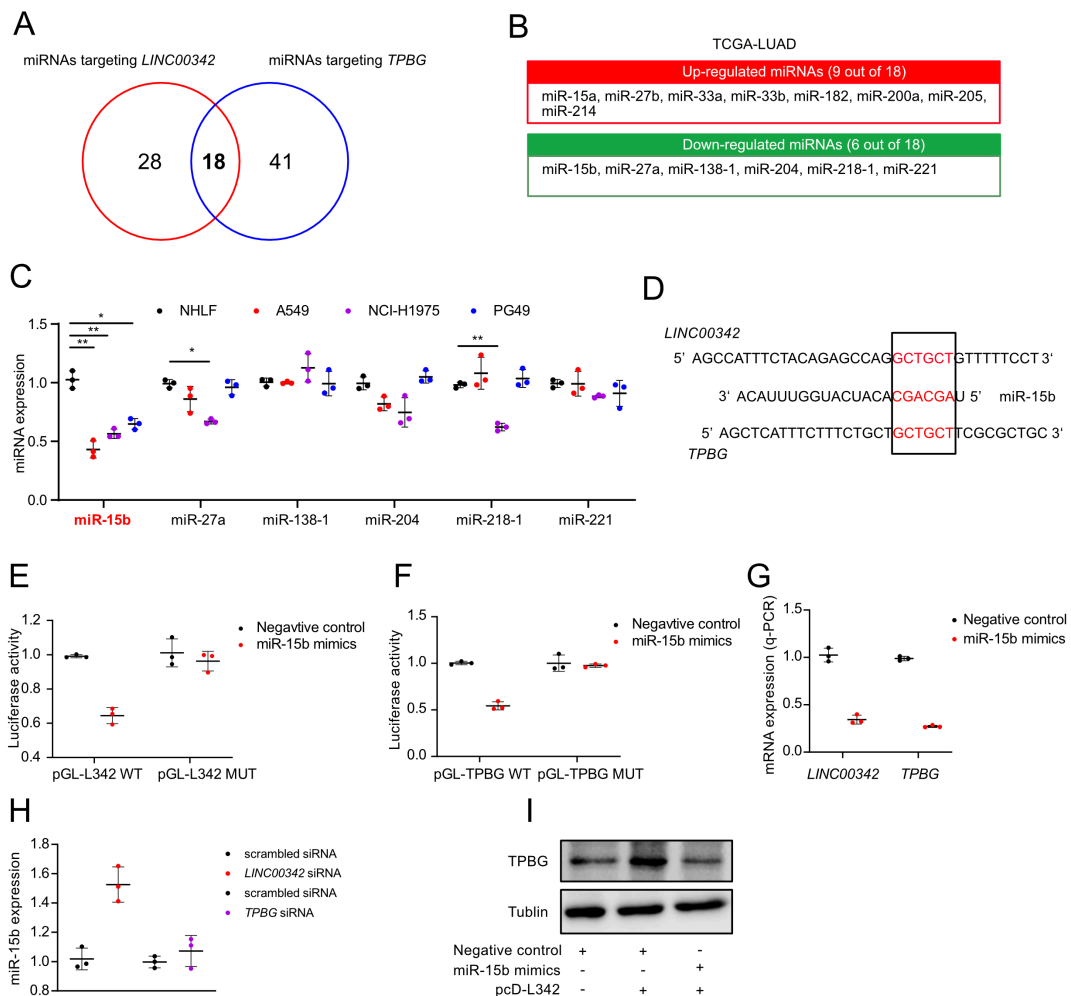 A
miRNAs targeting LINC00342
miRNAs targeting TPBG
28
18
41
B
TCGA-LUAD
Up-regulated miRNAs (9 out of 18)
miR-15a, miR-27b, miR-33a, miR-33b, miR-182, miR-200a, miR-205,
miR-214
Down-regulated miRNAs (6 out of 18)
miR-15b, miR-27a, miR-138-1, miR-204, miR-218-1, miR-221
C
NHLF
A549
NCI-H1975
PG49
miRNA expression
1.5
1.0
0.5
0.0
*
**
**
*
**
miR-15b
miR-27a
miR-138-1
miR-204
miR-218-1
miR-221
D
LINC00342
5' AGCCATTTCTACAGAGCCAGGCTGCTGTTTTTCCT 3'
3' ACAUUUGGUACUACACGACGAU 5' miR-15b
5' AGCTCATTTCTTTCTGCTGCTGCTTCGCGCTGC 3'
TPBG
E
Luciferase activity
1.2
1.0
0.8
0.6
0.4
Negavtive control
miR-15b mimics
pGL-L342 WT
pGL-L342 MUT
F
Luciferase activity
1.5
1.0
0.5
0.0
Negative control
miR-15b mimics
pGL-TPBG WT
pGL-TPBG MUT
G
mRNA expression (q-PCR)
1.5
1.0
0.5
0.0
Negative control
miR-15b mimics
LINC00342
TPBG
H
miR-15b expression
1.8
1.6
1.4
1.2
1.0
0.8
scrambled siRNA
LINC00342 siRNA
scrambled siRNA
TPBG siRNA
I
TPBG
Tublin
Negative control + + -
miR-15b mimics - - +
pcD-L342 - + +